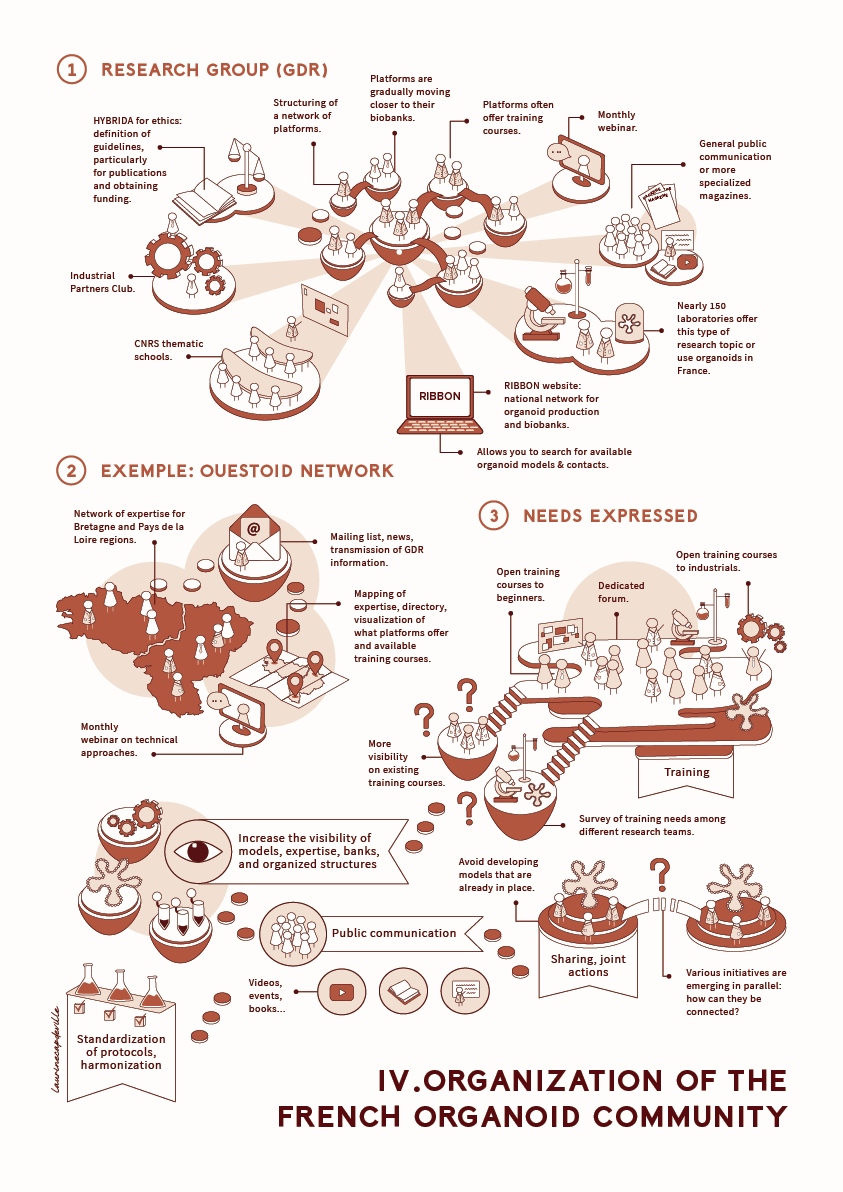 1 RESEARCH GROUP (GDR)
HYBRIDA for ethics:
definition of
guidelines,
particularly
for publications
and obtaining
funding.
Structuring of
a network of
platforms.
Platforms are
gradually moving
closer to their
biobanks.
Platforms often
offer training
courses.
Monthly
webinar.
General public
communication
or more
specialized
magazines.
MAGAZINE
Industrial
Partners Club.
CNRS thematic
schools.
Nearly 150
laboratories offer
this type of
research topic or
use organoids in
France.
RIBBON
RIBBON website:
national network for
organoid production
and biobanks.
Allows you to search for available
organoid models & contacts.
2 EXEMPLE: OUESTOID NETWORK
Network of expertise for
Bretagne and Pays de la
Loire regions.
@
Mailing list, news,
transmission of GDR
information.
Mapping of
expertise, directory,
visualization of
what platforms offer
and available
training courses.
Monthly
webinar on technical
approaches.
3 NEEDS EXPRESSED
Open training
courses to
beginners.
Dedicated
forum.
Open training courses
to industrials.
? ? ?
More
visibility
on existing
training courses.
Training
Survey of training needs among
different research teams.
Increase the visibility of
models, expertise, banks,
and organized structures
Avoid developing
models that are
already in place.
?
Sharing, joint
actions
Various initiatives are
emerging in parallel:
how can they be
connected?
Public communication
Videos,
events,
books...
Standardization
of protocols,
harmonization
laurinecapdeville
IV.ORGANIZATION OF THE
FRENCH ORGANOID COMMUNITY